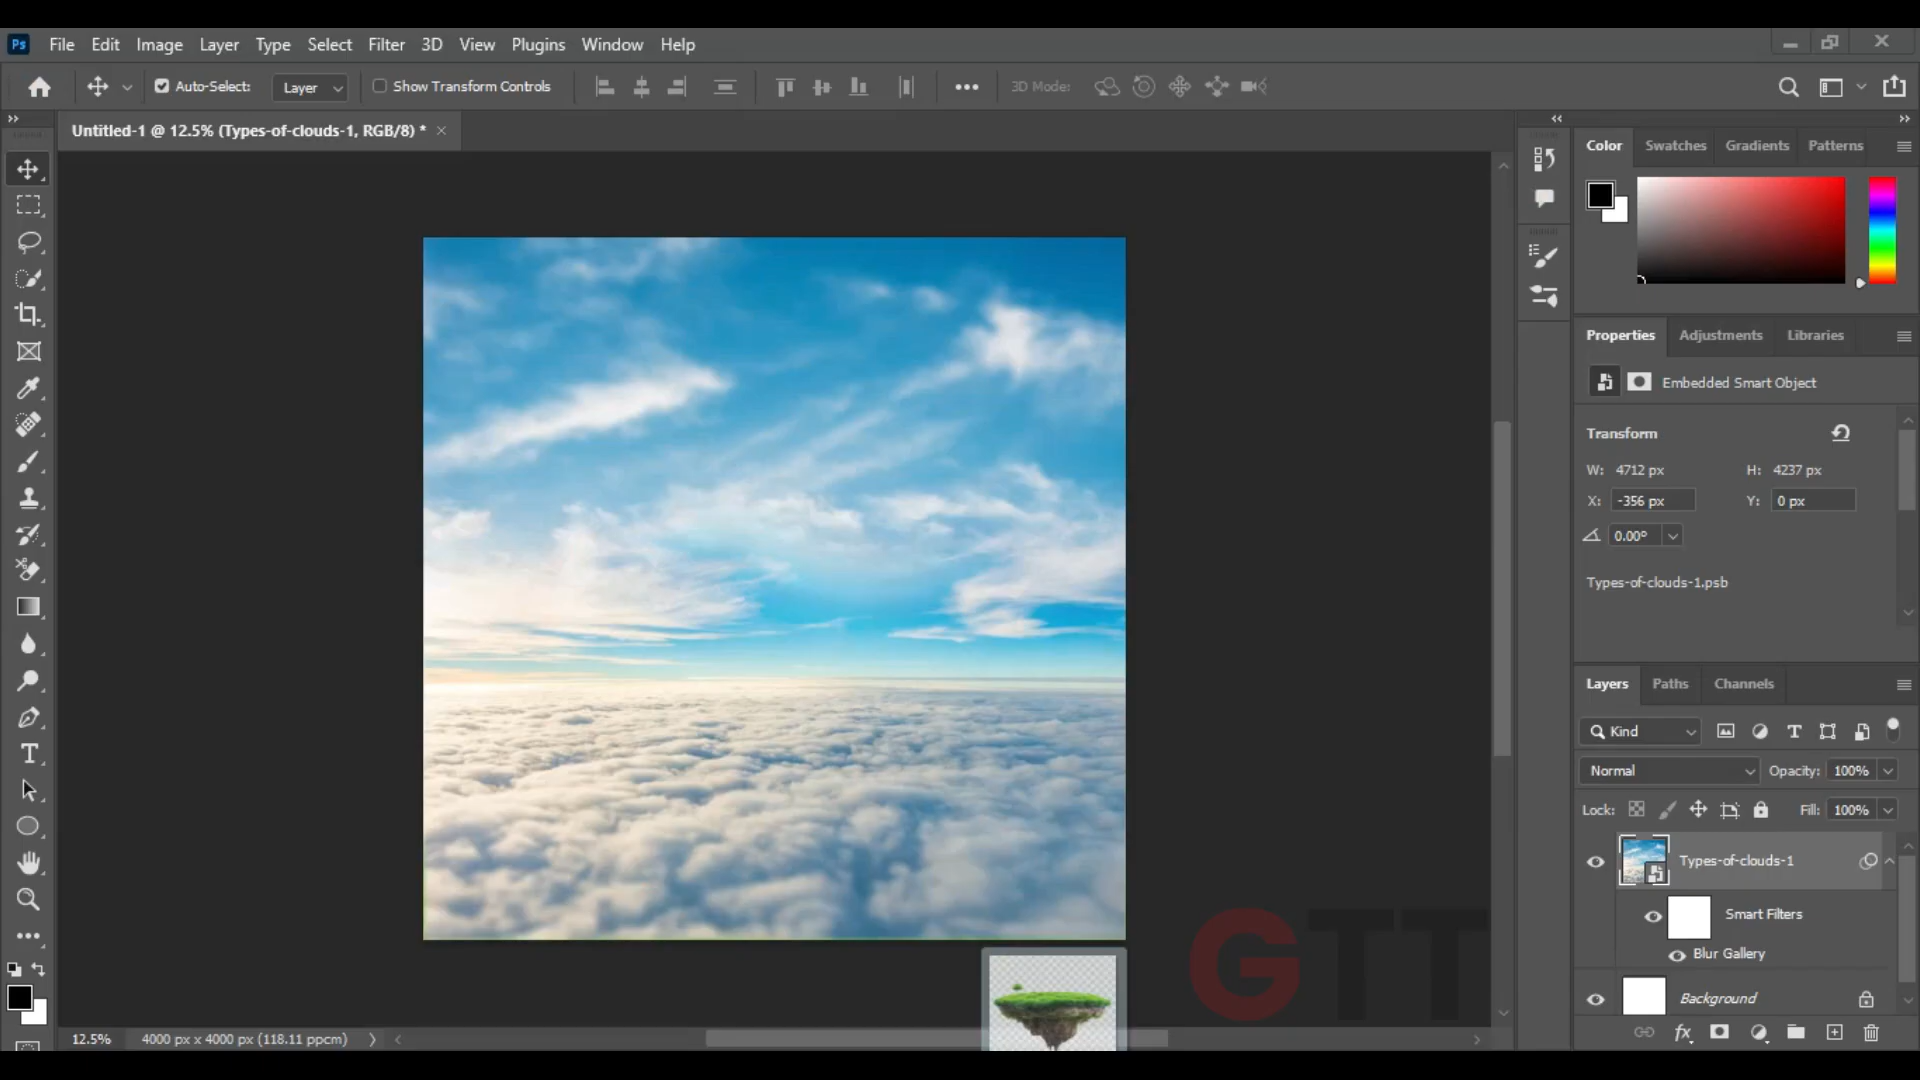 Ps File Edit Image Layer Type Select Filter 3D View Plugins Window Help
Auto-Select: Layer Show Transform Controls 3D Mode:
Untitled-1 @ 12.5% (Types-of-clouds-1, RGB/8) *
Color Swatches Gradients Patterns
Properties Adjustments Libraries
Embedded Smart Object
Transform
W: 4712 px H: 4237 px
X: -356 px Y: 0 px
0.00°
Types-of-clouds-1.psb
Layers Paths Channels
Kind
Normal Opacity: 100%
Lock: Fill: 100%
Types-of-clouds-1
Smart Filters
Blur Gallery
Background
GTT
12.5% 4000 px x 4000 px (118.11 ppcm)